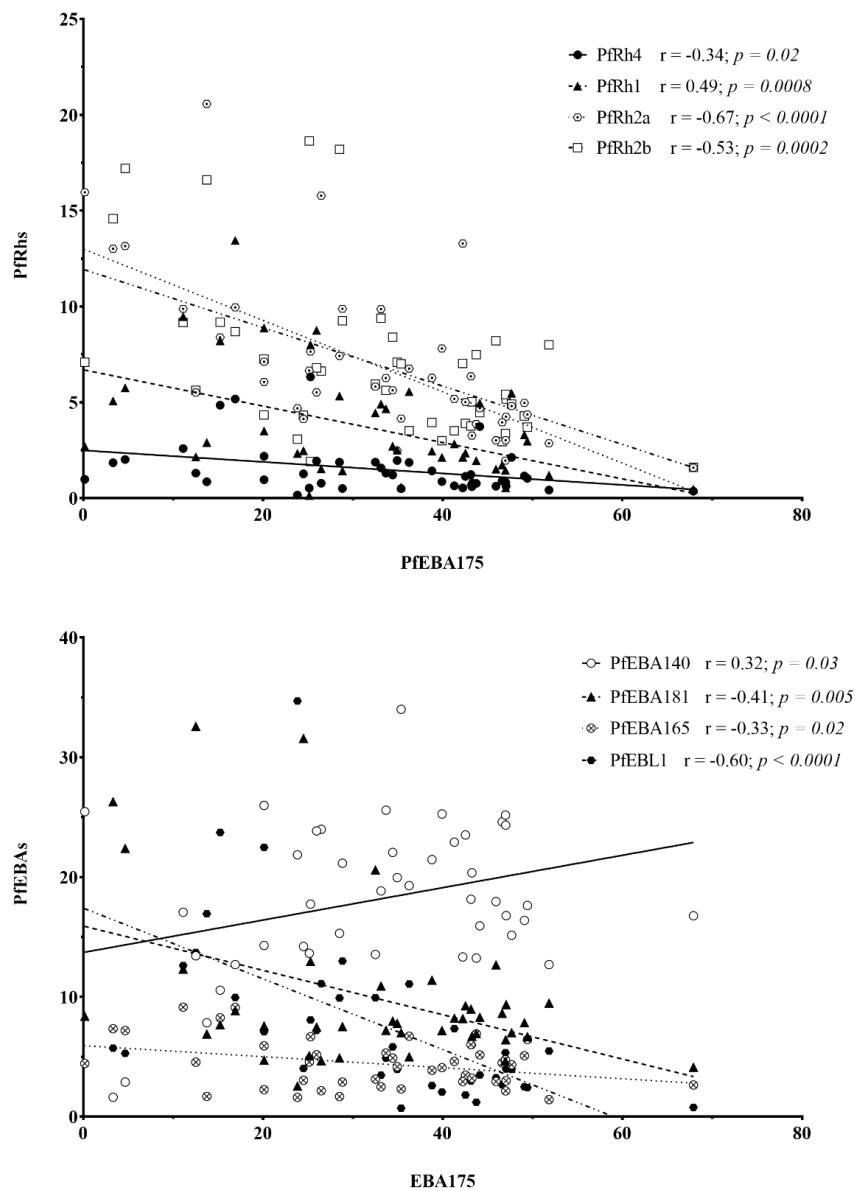 25
20
15
10
5
0
PfRhs
0 20 40 60 80
PfEBA175
PfRh4 r = -0.34; p = 0.02
PfRh1 r = 0.49; p = 0.0008
PfRh2a r = -0.67; p < 0.0001
PfRh2b r = -0.53; p = 0.0002
40
30
20
10
0
PfEBAs
0 20 40 60 80
EBA175
PfEBA140 r = 0.32; p = 0.03
PfEBA181 r = -0.41; p = 0.005
PfEBA165 r = -0.33; p = 0.02
PfEBL1 r = -0.60; p < 0.0001